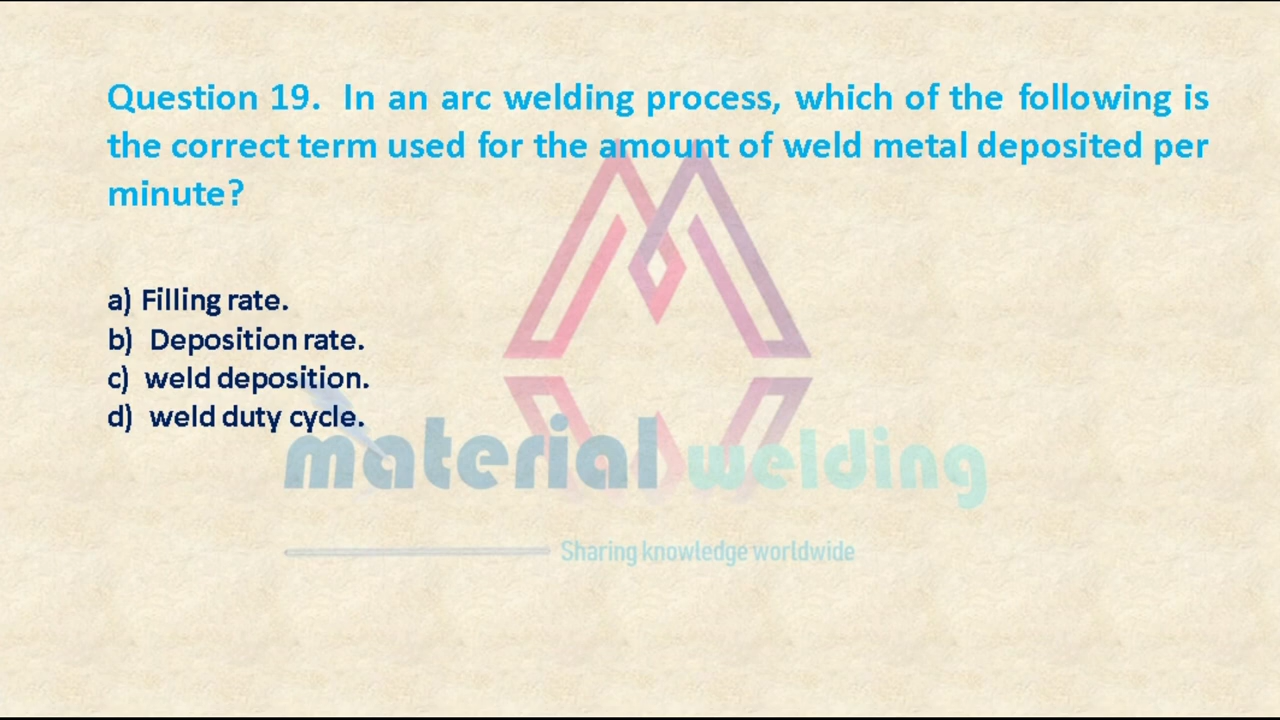 Question 19. In an arc welding process, which of the following is
the correct term used for the amount of weld metal deposited per
minute?
a) Filling rate.
b) Deposition rate.
c) weld deposition.
d) weld duty cycle.
material welding
Sharing knowledge worldwide